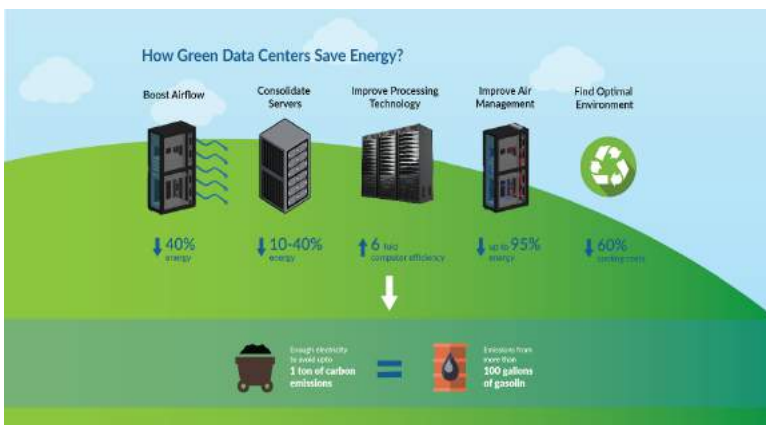 How Green Data Centers Save Energy?
Boost Airflow
Consolidate
Servers
Improve Processing
Technology
Improve Air
Management
Find Optimal
Environment
40%
energy
10-40%
energy
6 fold
computer efficiency
up to 95%
energy
60%
cooling costs
Enough electricity
to avoid upto
1 ton of carbon
emissions
=
Emissions from
more than
100 gallons
of gasolin